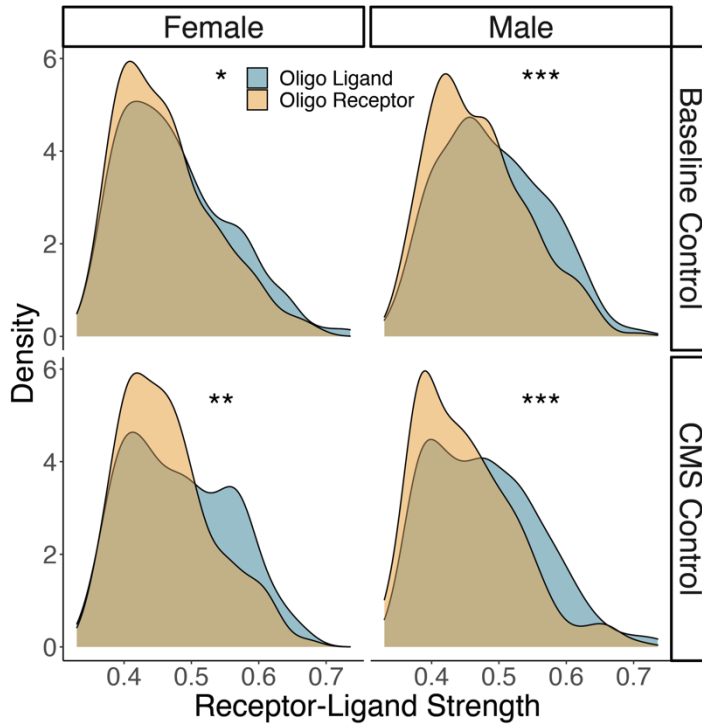 Female
Male
6
*
Oligo Ligand
Oligo Receptor
***
4
2
0
Baseline Control
Density
6
**
***
4
2
0
CMS Control
0.4 0.5 0.6 0.7 0.4 0.5 0.6 0.7
Receptor-Ligand Strength